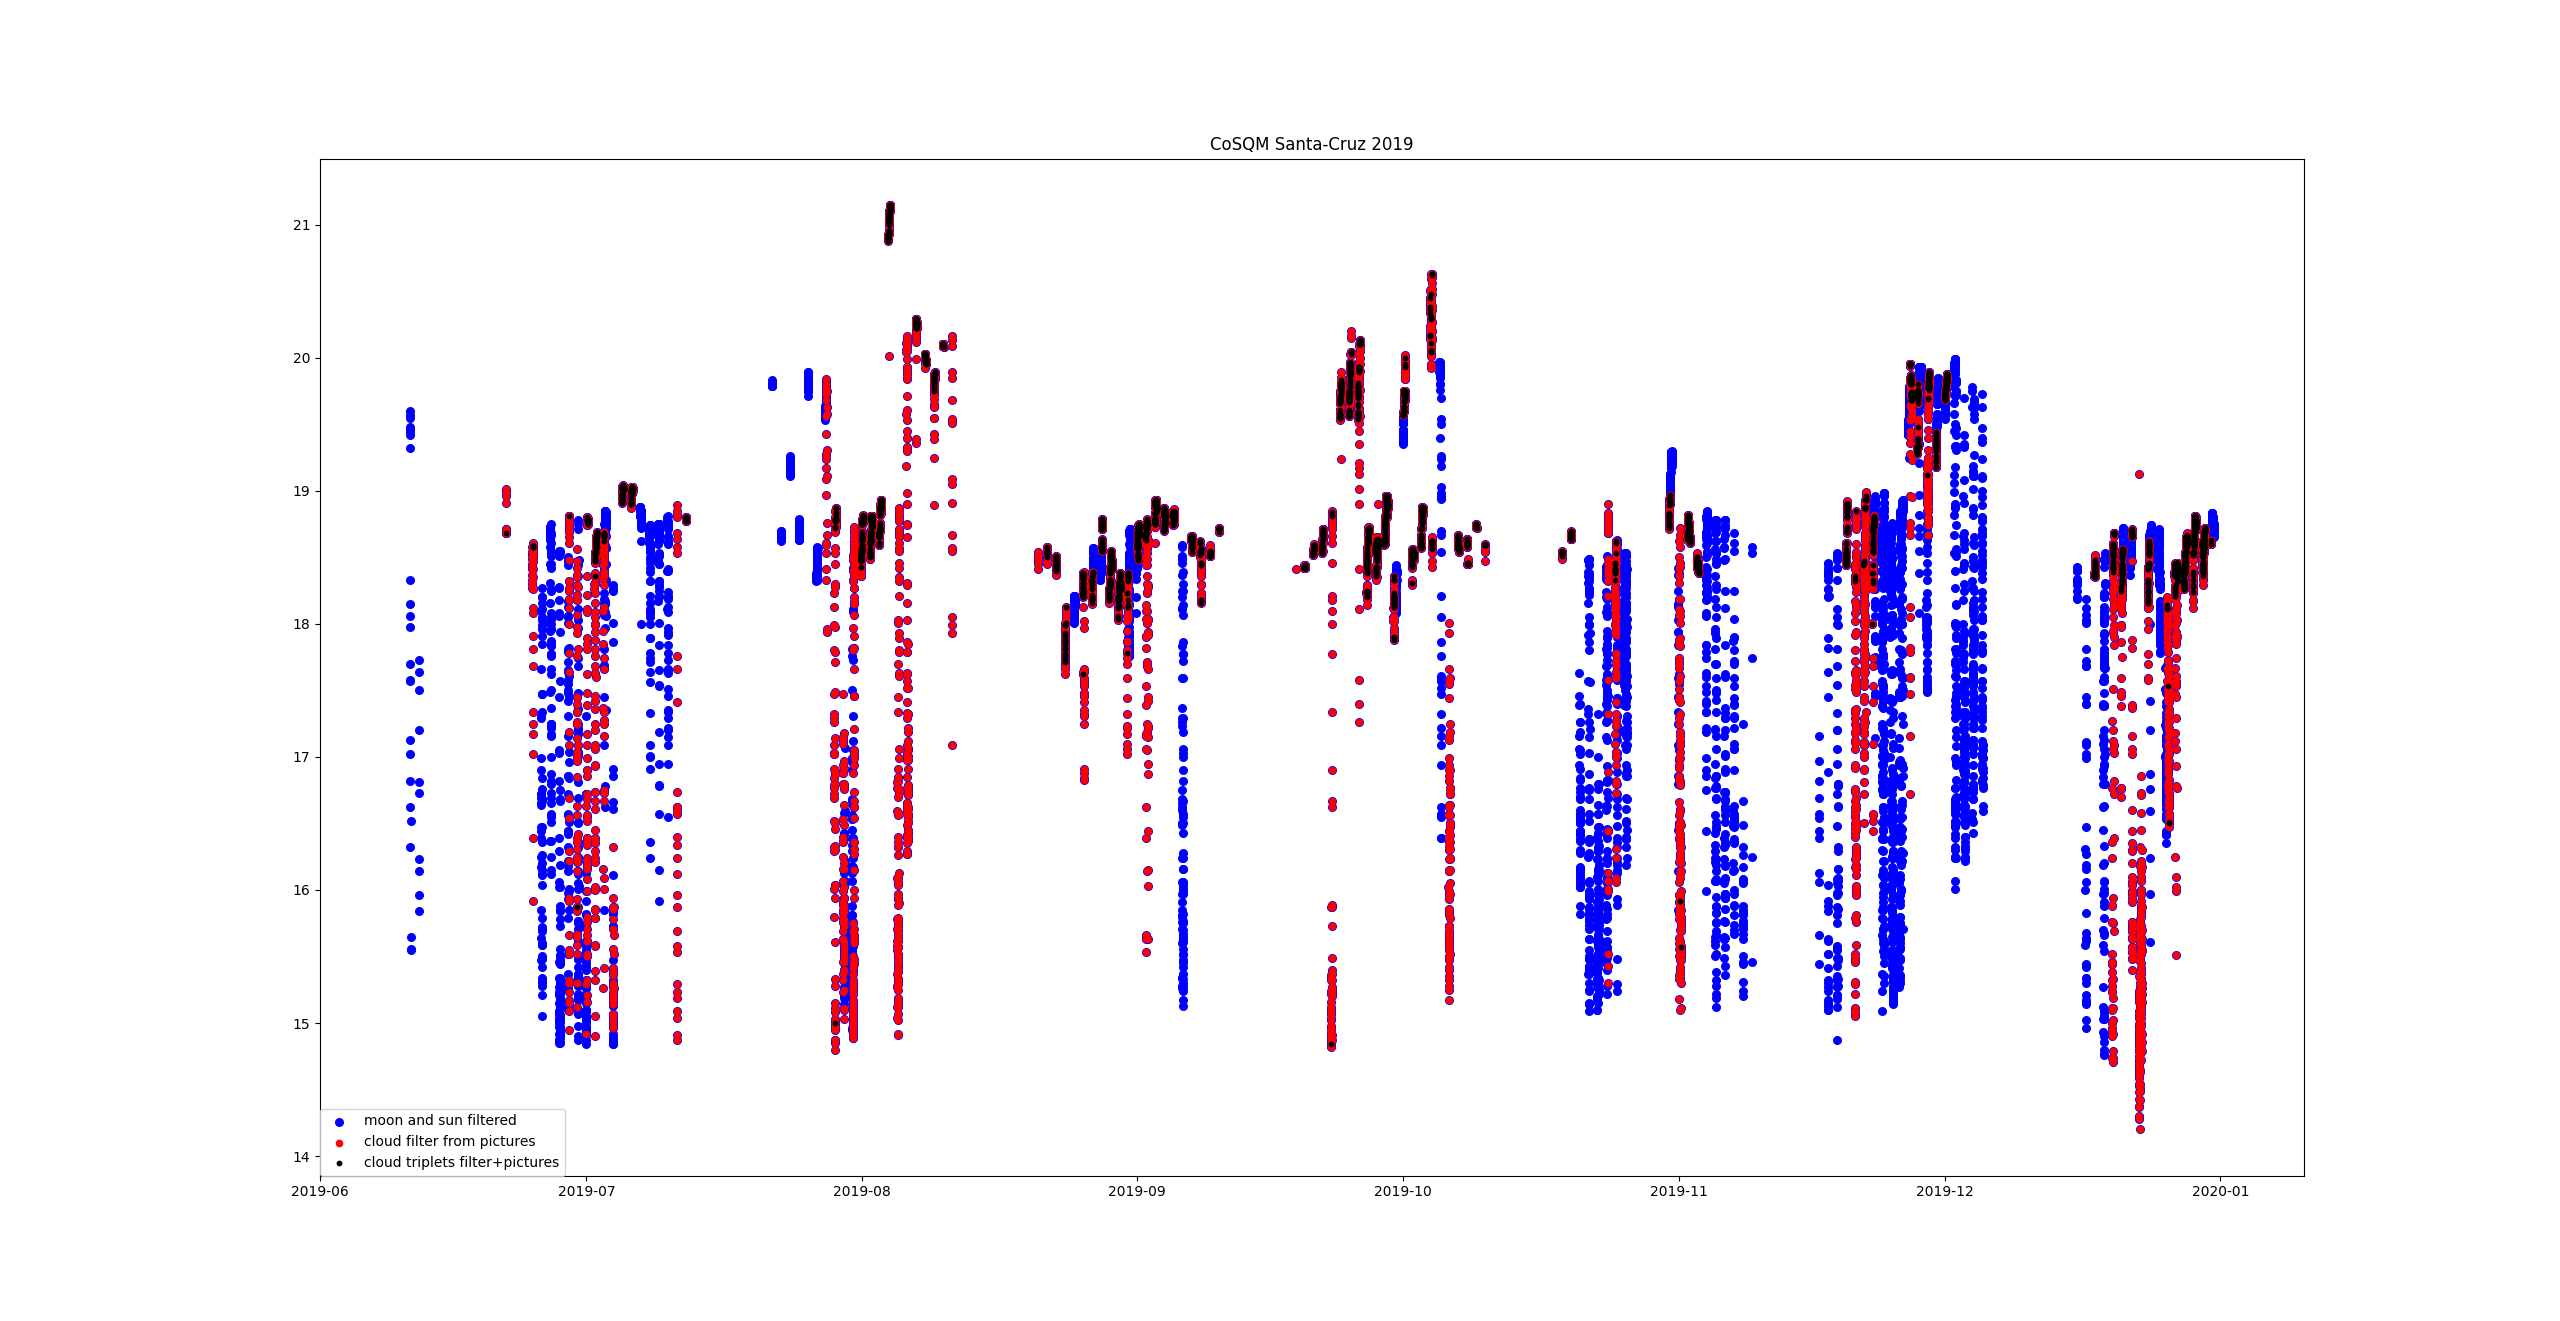 CoSQM Santa-Cruz 2019
21
20
19
18
17
16
15
14
moon and sun filtered
cloud filter from pictures
cloud triplets filter+pictures
2019-06 2019-07 2019-08 2019-09 2019-10 2019-11 2019-12 2020-01